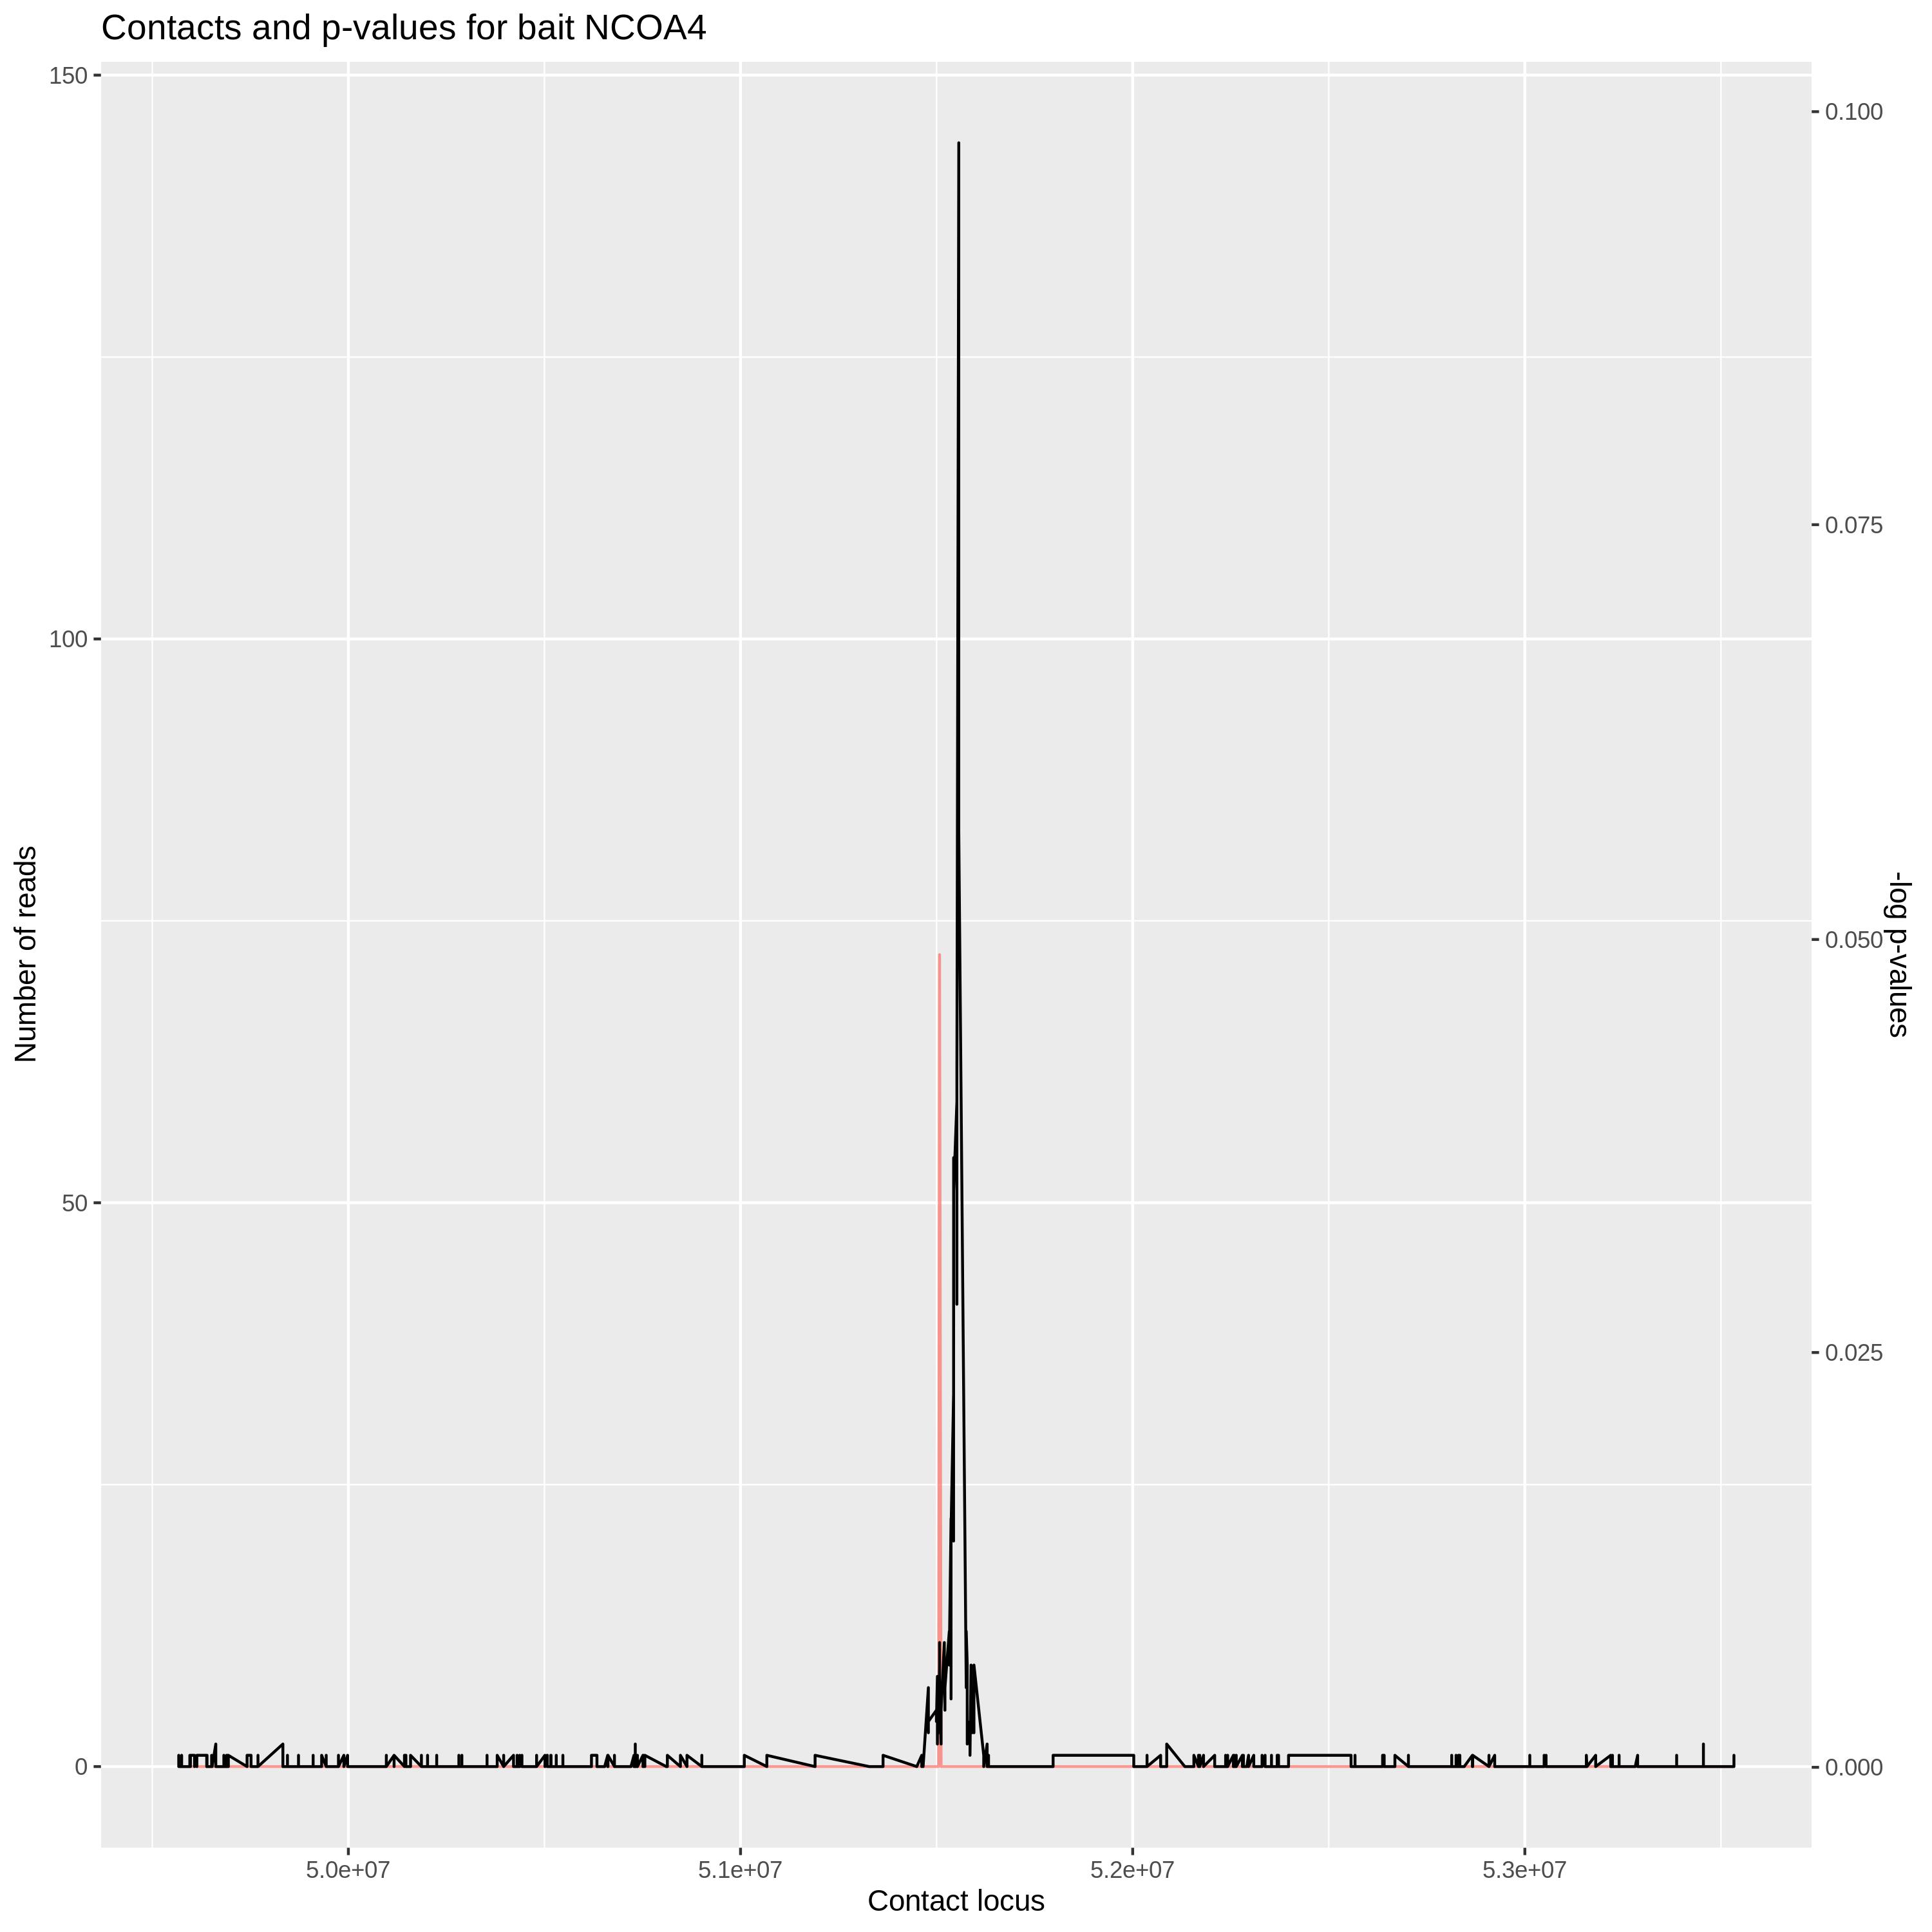 Contacts and p-values for bait NCOA4
150
100
50
0
Number of reads
0.100
0.075
0.050
0.025
0.000
-log p-values
5.0e+07
5.1e+07
5.2e+07
5.3e+07
Contact locus